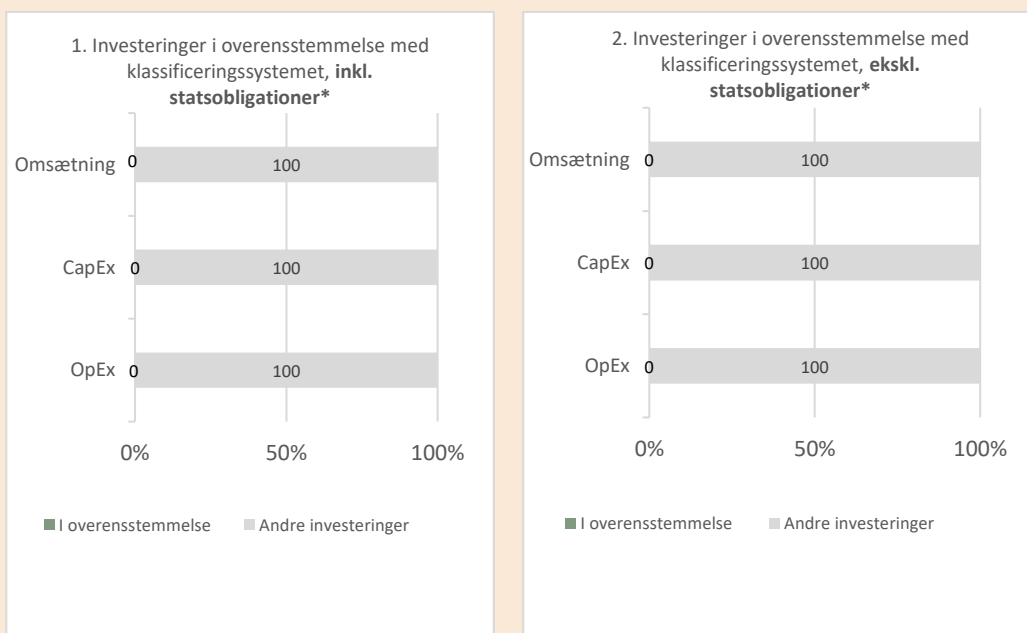 1. Investeringer i overensstemmelse med
klassificeringssystemet, inkl.
statsobligationer*
Omsætning 0 100
CapEx 0 100
OpEx 0 100
0% 50% 100%
I overensstemmelse Andre investeringer
2. Investeringer i overensstemmelse med
klassificeringssystemet, ekskl.
statsobligationer*
Omsætning 0 100
CapEx 0 100
OpEx 0 100
0% 50% 100%
I overensstemmelse Andre investeringer